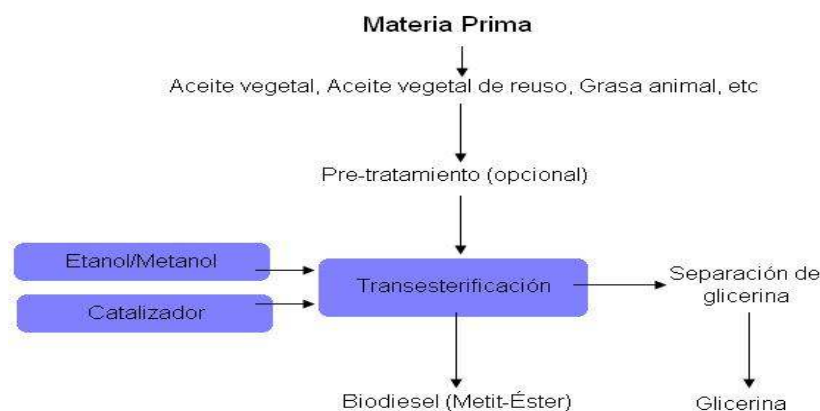 Materia Prima
Aceite vegetal, Aceite vegetal de reuso, Grasa animal, etc
Pre-tratamiento (opcional)
Etanol/Metanol
Catalizador
Transesterificación
Separación de
glicerina
Biodiesel (Metit-Éster)
Glicerina